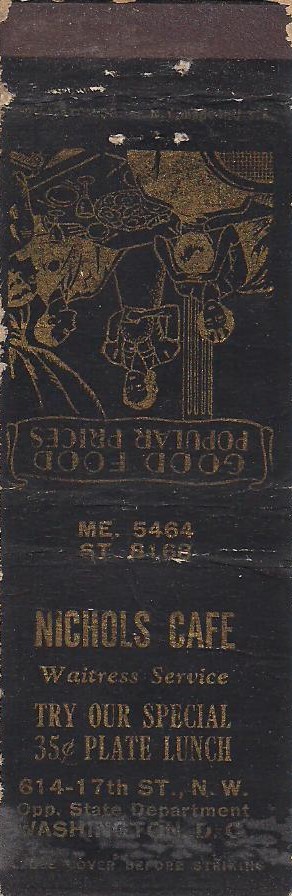 GOOD FOOD
POPULAR PRICES
ME. 5464
ST. 8169
NICHOLS CAFE
Waitress Service
TRY OUR SPECIAL
35¢ PLATE LUNCH
614-17th ST., N. W.
Opp. State Department
WASHINGTON, D. C.
CLOSE COVER BEFORE STRIKING